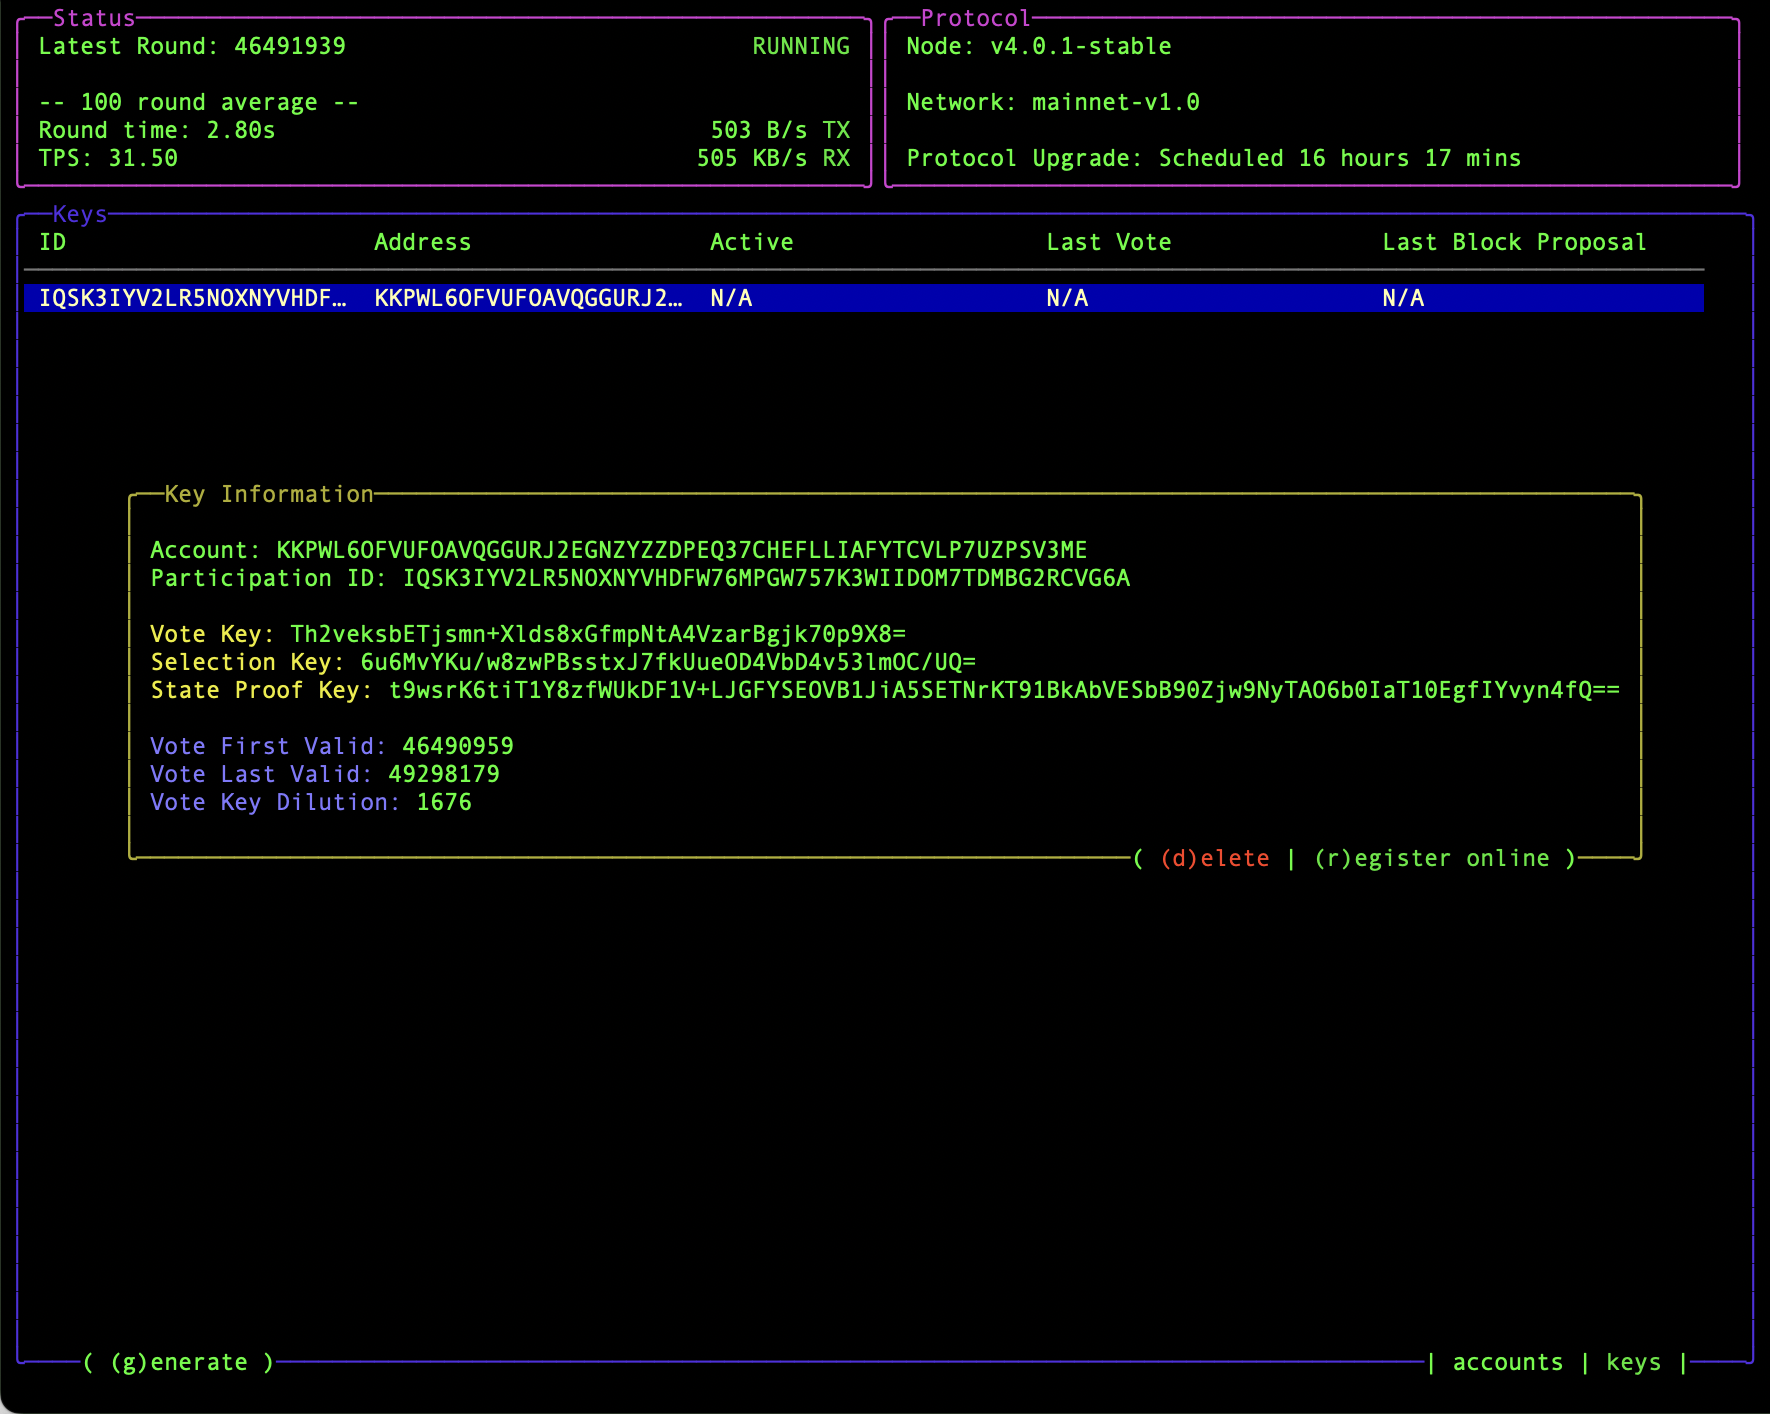 Status
Latest Round: 46491939 RUNNING
-- 100 round average --
Round time: 2.80s 503 B/s TX
TPS: 31.50 505 KB/s RX
Protocol
Node: v4.0.1-stable
Network: mainnet-v1.0
Protocol Upgrade: Scheduled 16 hours 17 mins
Keys
ID Address Active Last Vote Last Block Proposal
IQSK3IYV2LR5NOXNYVHDF… KKPWL6OFVUFOAVQGGURJ2… N/A N/A N/A
Key Information
Account: KKPWL6OFVUFOAVQGGURJ2EGNZYZZDPEQ37CHEFLLIAFYTCVLP7UZPSV3ME
Participation ID: IQSK3IYV2LR5NOXNYVHDFW76MPGW757K3WIIDOM7TDMBG2RCVG6A
Vote Key: Th2veksbETjsmn+Xlds8xGfmpNtA4VzarBgjk70p9X8=
Selection Key: 6u6MvYKu/w8zwPBsstxJ7fkUueOD4VbD4v53lmOC/UQ=
State Proof Key: t9wsrK6tiT1Y8zfWUkDF1V+LJGFYSEOVB1JiA5SETNrKT91BkAbVESbB90Zjw9NyTAO6b0IaT10EgfIYvyn4fQ==
Vote First Valid: 46490959
Vote Last Valid: 49298179
Vote Key Dilution: 1676
( (d)elete | (r)egister online )
( (g)enerate ) | accounts | keys |